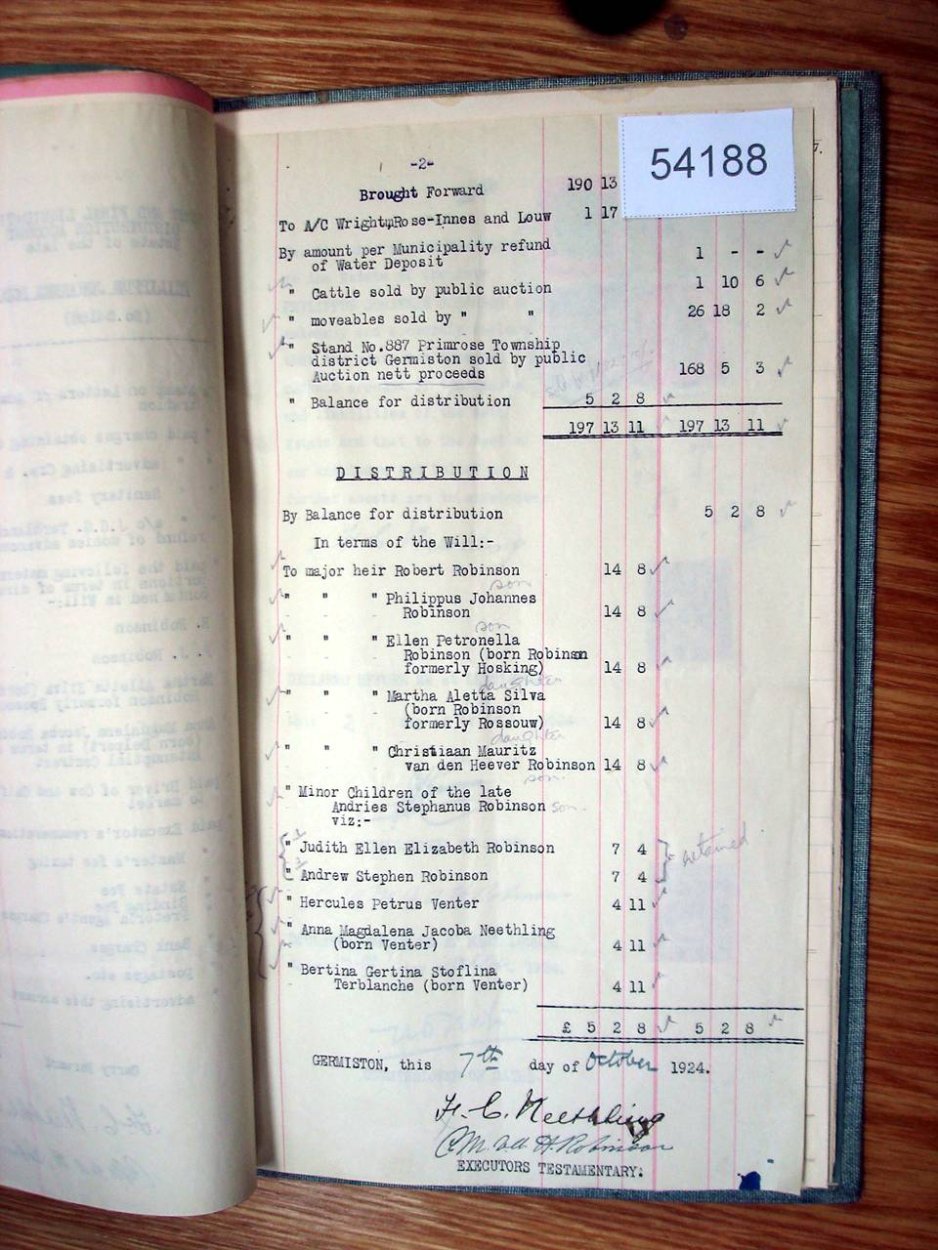 54188
7.
-2-
Brought Forward 190 13
To A/C Wright,Rose-Innes and Louw 1 17
By amount per Municipality refund
of Water Deposit 1 - -
" Cattle sold by public auction 1 10 6
" moveables sold by " " 26 18 2
" Stand No.887 Primrose Township
district Germiston sold by public
Auction nett proceeds 168 5 3
" Balance for distribution 5 2 8
197 13 11 197 13 11
DISTRIBUTION
By Balance for distribution 5 2 8
In terms of the Will:-
To major heir Robert Robinson 14 8
son
" " " Philippus Johannes
Robinson 14 8
son
" " " Ellen Petronella
Robinson (born Robinson
formerly Hosking) 14 8
daughter
" " " Martha Aletta Silva
(born Robinson
formerly Rossouw) 14 8
daughter
" " " Christiaan Mauritz
van den Heever Robinson 14 8
son
" Minor Children of the late
Andries Stephanus Robinson son
viz:-
" Judith Ellen Elizabeth Robinson 7 4
retained
" Andrew Stephen Robinson 7 4
" Hercules Petrus Venter 4 11
" Anna Magdalena Jacoba Neethling
(born Venter) 4 11
" Bertina Gertina Stoflina
Terblanche (born Venter) 4 11
£ 5 2 8 5 2 8
GERMISTON, this 7th day of October 1924.
H. C. Neethling
C M v d H Robinson
EXECUTORS TESTAMENTARY.